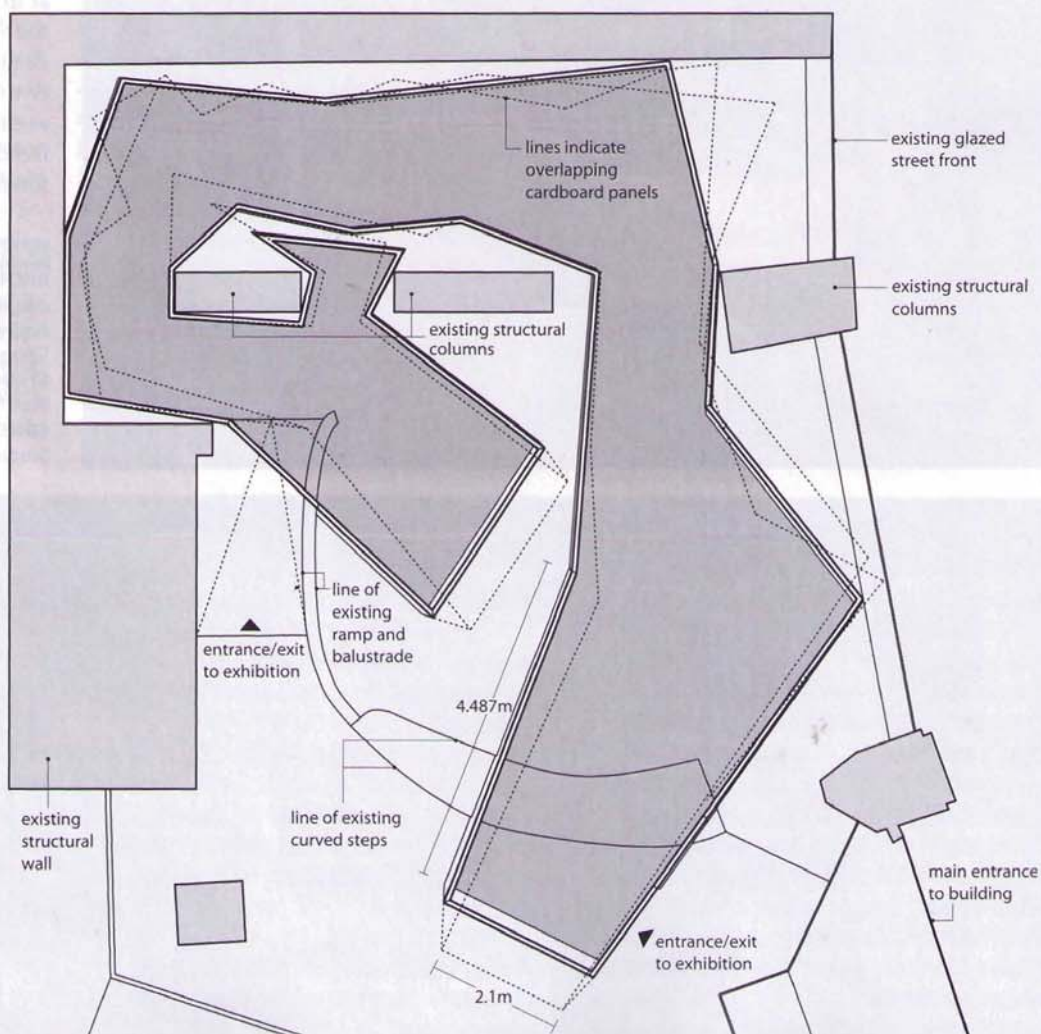 lines indicate
overlapping
cardboard panels
existing glazed
street front
existing structural
columns
existing structural
columns
line of
existing
ramp and
balustrade
entrance/exit
to exhibition
4.487m
existing
structural
wall
line of existing
curved steps
main entrance
to building
entrance/exit
to exhibition
2.1m